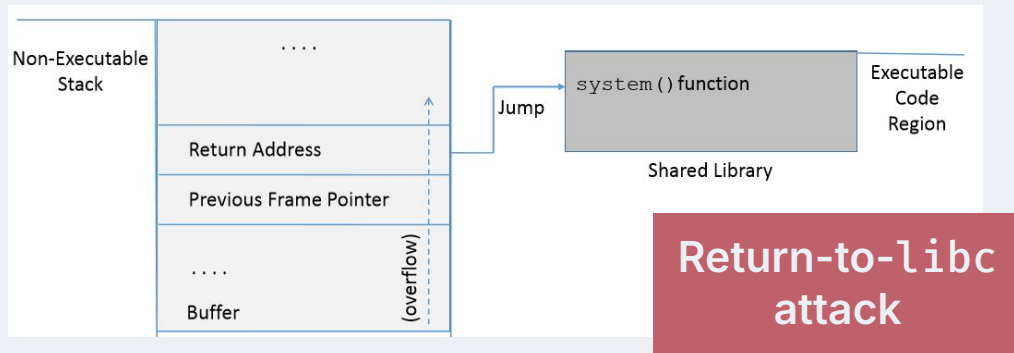 Non-Executable
Stack
....
Return Address
Previous Frame Pointer
....
Buffer
(overflow)
Jump
system() function
Shared Library
Executable
Code
Region
Return-to-libc
attack